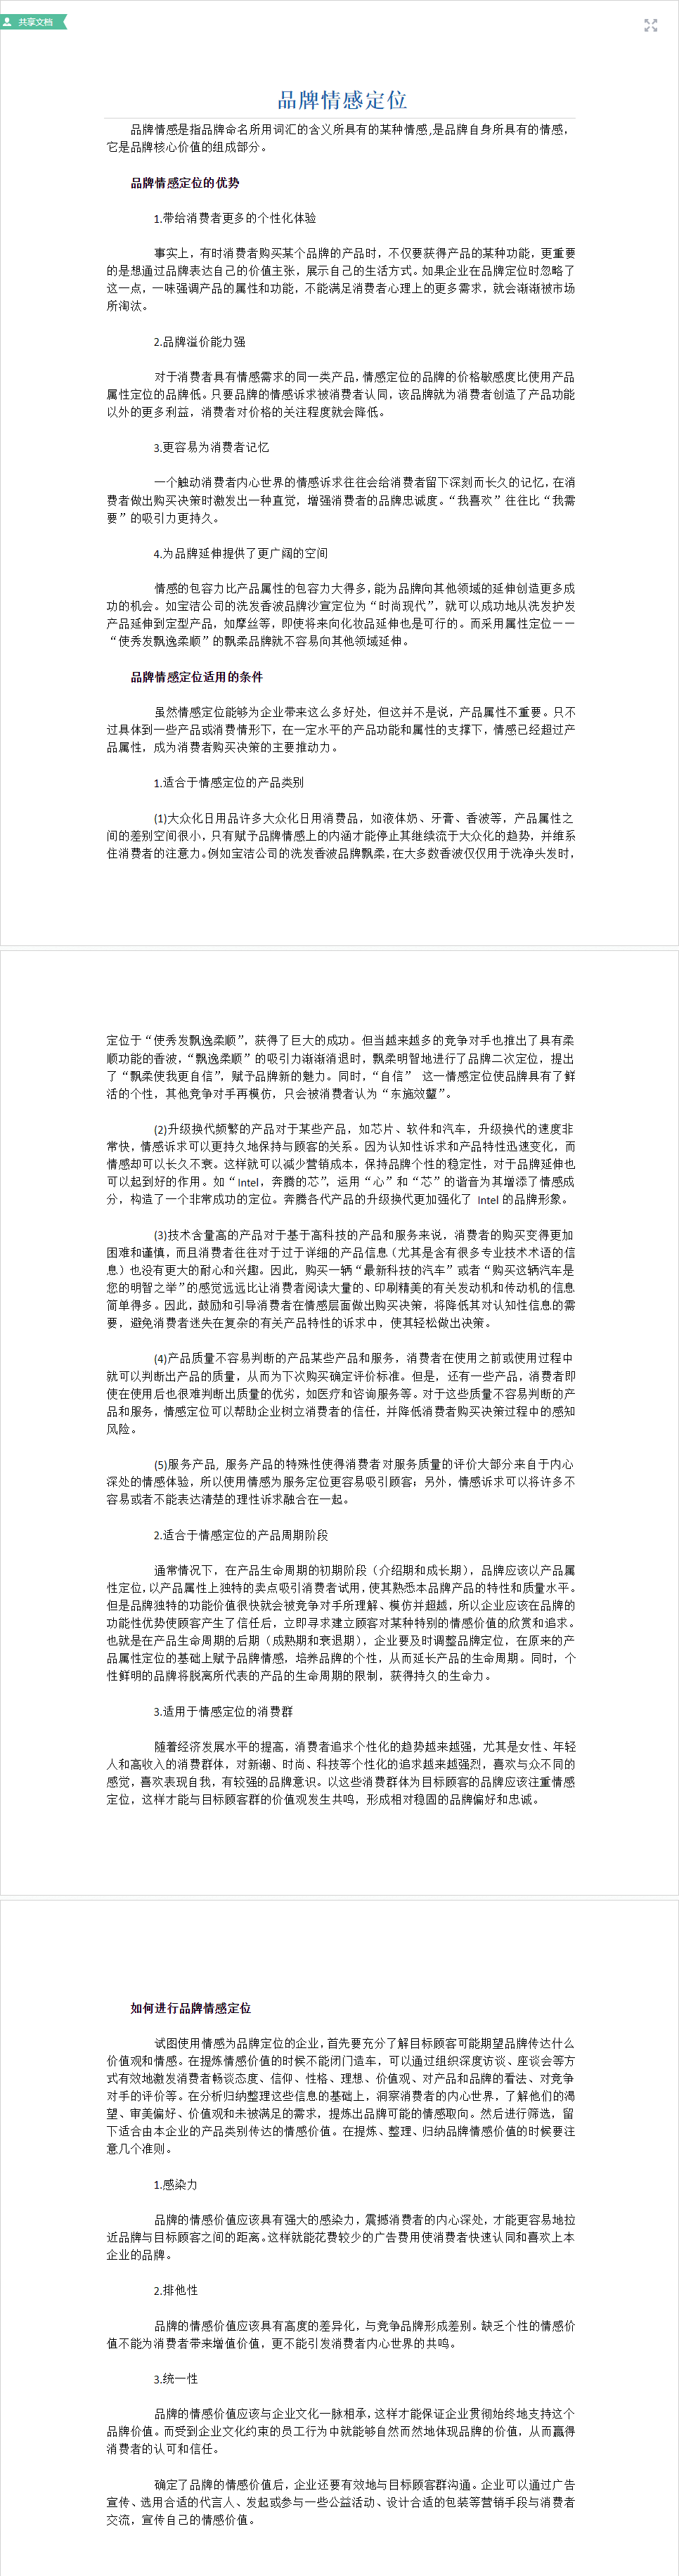 共享文档
品牌情感定位
品牌情感是指品牌命名所用词汇的含义所具有的某种情感,是品牌自身所具有的情感，
它是品牌核心价值的组成部分。
品牌情感定位的优势
1.带给消费者更多的个性化体验
事实上，有时消费者购买某个品牌的产品时，不仅要获得产品的某种功能，更重要
的是想通过品牌表达自己的价值主张，展示自己的生活方式。如果企业在品牌定位时忽略了
这一点，一味强调产品的属性和功能，不能满足消费者心理上的更多需求，就会渐渐被市场
所淘汰。
2.品牌溢价能力强
对于消费者具有情感需求的同一类产品，情感定位的品牌的价格敏感度比使用产品
属性定位的品牌低。只要品牌的情感诉求被消费者认同，该品牌就为消费者创造了产品功能
以外的更多利益，消费者对价格的关注程度就会降低。
3.更容易为消费者记忆
一个触动消费者内心世界的情感诉求往往会给消费者留下深刻而长久的记忆，在消
费者做出购买决策时激发出一种直觉，增强消费者的品牌忠诚度。“我喜欢”往往比“我需
要”的吸引力更持久。
4.为品牌延伸提供了更广阔的空间
情感的包容力比产品属性的包容力大得多，能为品牌向其他领域的延伸创造更多成
功的机会。如宝洁公司的洗发香波品牌沙宣定位为“时尚现代”，就可以成功地从洗发护发
产品延伸到定型产品，如摩丝等，即使将来向化妆品延伸也是可行的。而采用属性定位——
“使秀发飘逸柔顺”的飘柔品牌就不容易向其他领域延伸。
品牌情感定位适用的条件
虽然情感定位能够为企业带来这么多好处，但这并不是说，产品属性不重要。只不
过具体到一些产品或消费情形下，在一定水平的产品功能和属性的支撑下，情感已经超过产
品属性，成为消费者购买决策的主要推动力。
1.适合于情感定位的产品类别
(1)大众化日用品许多大众化日用消费品，如液体奶、牙膏、香波等，产品属性之
间的差别空间很小，只有赋予品牌情感上的内涵才能停止其继续流于大众化的趋势，并维系
住消费者的注意力。例如宝洁公司的洗发香波品牌飘柔，在大多数香波仅仅用于洗净头发时，
定位于“使秀发飘逸柔顺”，获得了巨大的成功。但当越来越多的竞争对手也推出了具有柔
顺功能的香波，“飘逸柔顺”的吸引力渐渐消退时，飘柔明智地进行了品牌二次定位，提出
了“飘柔使我更自信”，赋予品牌新的魅力。同时，“自信” 这一情感定位使品牌具有了鲜
活的个性，其他竞争对手再模仿，只会被消费者认为“东施效颦”。
(2)升级换代频繁的产品对于某些产品，如芯片、软件和汽车，升级换代的速度非
常快，情感诉求可以更持久地保持与顾客的关系。因为认知性诉求和产品特性迅速变化，而
情感却可以长久不衰。这样就可以减少营销成本，保持品牌个性的稳定性，对于品牌延伸也
可以起到好的作用。如“Intel，奔腾的芯”，运用“心”和“芯”的谐音为其增添了情感成
分，构造了一个非常成功的定位。奔腾各代产品的升级换代更加强化了 Intel 的品牌形象。
(3)技术含量高的产品对于基于高科技的产品和服务来说，消费者的购买变得更加
困难和谨慎，而且消费者往往对于过于详细的产品信息（尤其是含有很多专业技术术语的信
息）也没有更大的耐心和兴趣。因此，购买一辆“最新科技的汽车”或者“购买这辆汽车是
您的明智之举”的感觉远远比让消费者阅读大量的、印刷精美的有关发动机和传动机的信息
简单得多。因此，鼓励和引导消费者在情感层面做出购买决策，将降低其对认知性信息的需
要，避免消费者迷失在复杂的有关产品特性的诉求中，使其轻松做出决策。
(4)产品质量不容易判断的产品某些产品和服务，消费者在使用之前或使用过程中
就可以判断出产品的质量，从而为下次购买确定评价标准。但是，还有一些产品，消费者即
使在使用后也很难判断出质量的优劣，如医疗和咨询服务等。对于这些质量不容易判断的产
品和服务，情感定位可以帮助企业树立消费者的信任，并降低消费者购买决策过程中的感知
风险。
(5)服务产品, 服务产品的特殊性使得消费者对服务质量的评价大部分来自于内心
深处的情感体验，所以使用情感为服务定位更容易吸引顾客；另外，情感诉求可以将许多不
容易或者不能表达清楚的理性诉求融合在一起。
2.适合于情感定位的产品周期阶段
通常情况下，在产品生命周期的初期阶段（介绍期和成长期），品牌应该以产品属
性定位，以产品属性上独特的卖点吸引消费者试用，使其熟悉本品牌产品的特性和质量水平。
但是品牌独特的功能价值很快就会被竞争对手所理解、模仿并超越，所以企业应该在品牌的
功能性优势使顾客产生了信任后，立即寻求建立顾客对某种特别的情感价值的欣赏和追求。
也就是在产品生命周期的后期（成熟期和衰退期），企业要及时调整品牌定位，在原来的产
品属性定位的基础上赋予品牌情感，培养品牌的个性，从而延长产品的生命周期。同时，个
性鲜明的品牌将脱离所代表的产品的生命周期的限制，获得持久的生命力。
3.适用于情感定位的消费群
随着经济发展水平的提高，消费者追求个性化的趋势越来越强，尤其是女性、年轻
人和高收入的消费群体，对新潮、时尚、科技等个性化的追求越来越强烈，喜欢与众不同的
感觉，喜欢表现自我，有较强的品牌意识。以这些消费群体为目标顾客的品牌应该注重情感
定位，这样才能与目标顾客群的价值观发生共鸣，形成相对稳固的品牌偏好和忠诚。
如何进行品牌情感定位
试图使用情感为品牌定位的企业，首先要充分了解目标顾客可能期望品牌传达什么
价值观和情感。在提炼情感价值的时候不能闭门造车，可以通过组织深度访谈、座谈会等方
式有效地激发消费者畅谈态度、信仰、性格、理想、价值观、对产品和品牌的看法、对竞争
对手的评价等。在分析归纳整理这些信息的基础上，洞察消费者的内心世界，了解他们的渴
望、审美偏好、价值观和未被满足的需求，提炼出品牌可能的情感取向。然后进行筛选，留
下适合由本企业的产品类别传达的情感价值。在提炼、整理、归纳品牌情感价值的时候要注
意几个准则。
1.感染力
品牌的情感价值应该具有强大的感染力，震撼消费者的内心深处，才能更容易地拉
近品牌与目标顾客之间的距离。这样就能花费较少的广告费用使消费者快速认同和喜欢上本
企业的品牌。
2.排他性
品牌的情感价值应该具有高度的差异化，与竞争品牌形成差别。缺乏个性的情感价
值不能为消费者带来增值价值，更不能引发消费者内心世界的共鸣。
3.统一性
品牌的情感价值应该与企业文化一脉相承，这样才能保证企业贯彻始终地支持这个
品牌价值。而受到企业文化约束的员工行为中就能够自然而然地体现品牌的价值，从而赢得
消费者的认可和信任。
确定了品牌的情感价值后，企业还要有效地与目标顾客群沟通。企业可以通过广告
宣传、选用合适的代言人、发起或参与一些公益活动、设计合适的包装等营销手段与消费者
交流，宣传自己的情感价值。